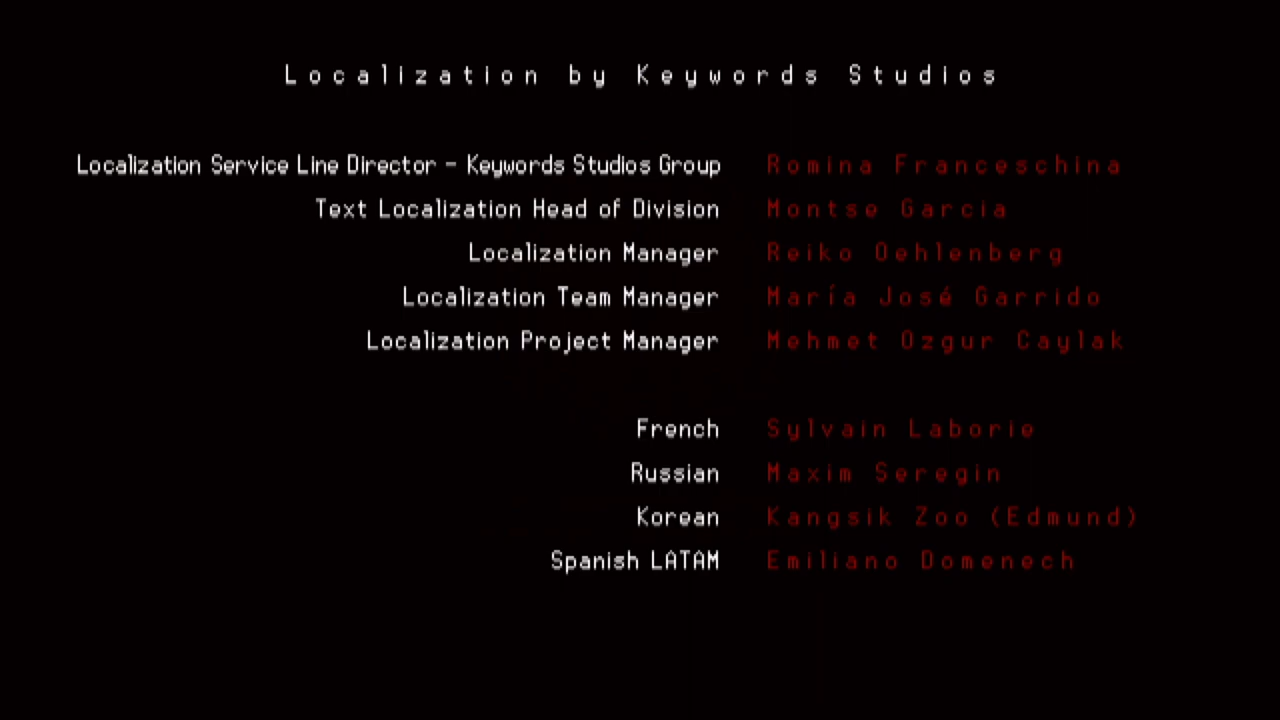 Localization by Keywords Studios
Localization Service Line Director - Keywords Studios Group Romina Franceschina
Text Localization Head of Division Montse Garcia
Localization Manager Reiko Oehlenberg
Localization Team Manager María José Garrido
Localization Project Manager Mehmet Ozgur Caylak
French Sylvain Laborie
Russian Maxim Seregin
Korean Kangsik Zoo (Edmund)
Spanish LATAM Emiliano Domenech